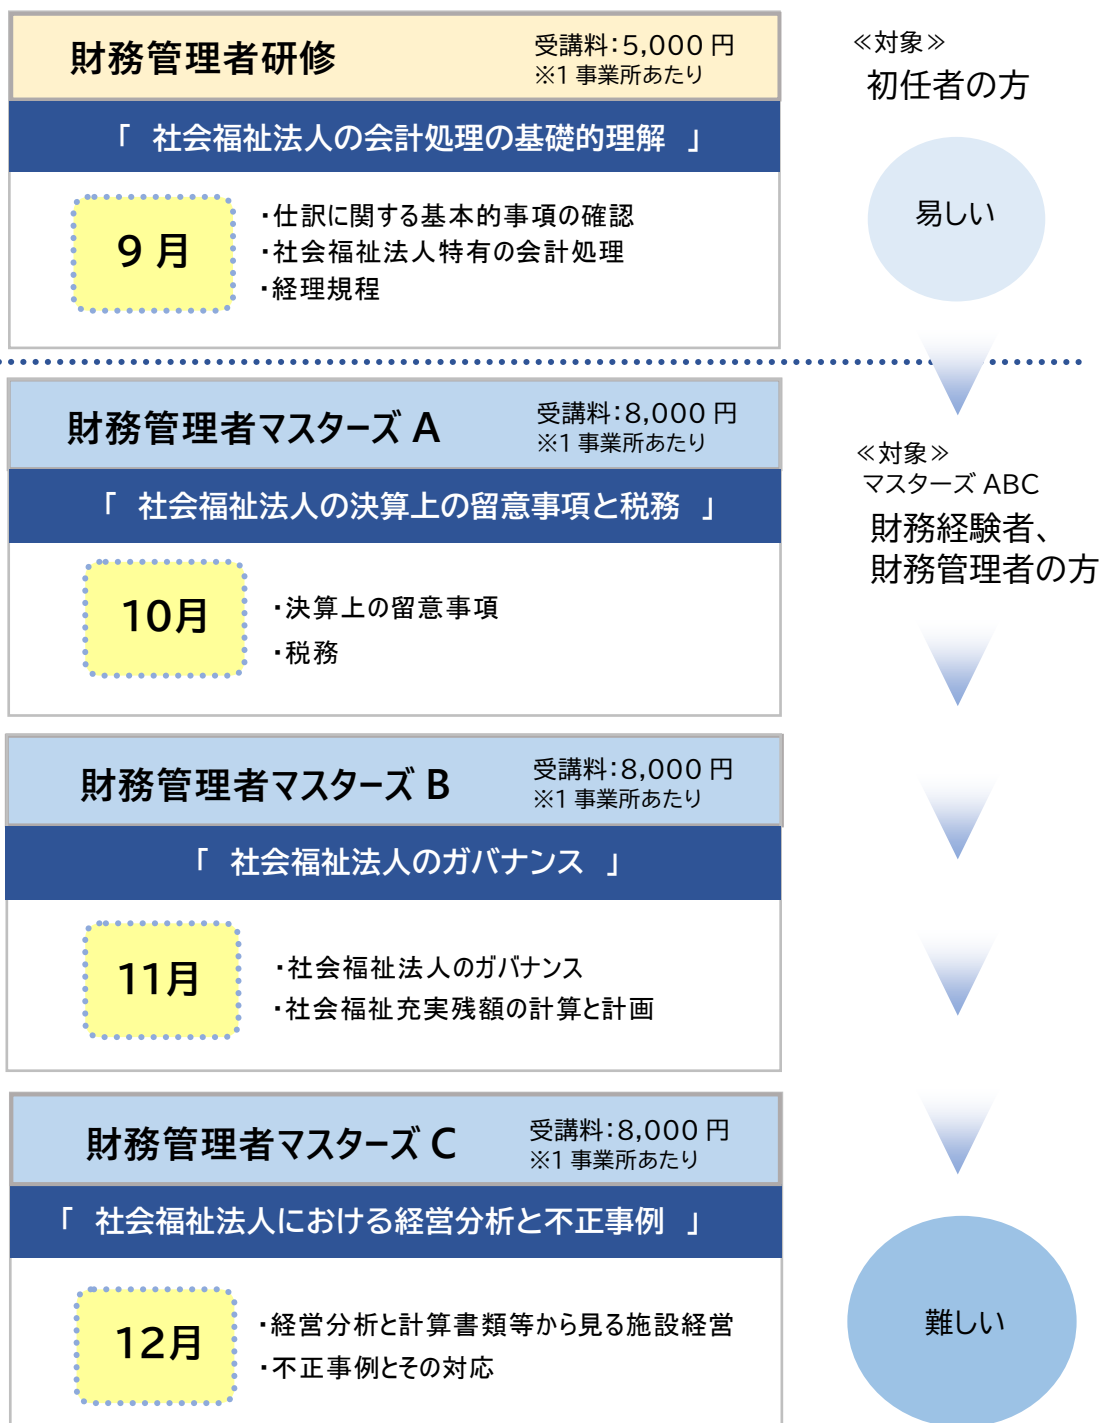 財務管理者研修
受講料：5,000 円
※1 事業所あたり
≪対象≫
初任者の方
「 社会福祉法人の会計処理の基礎的理解 」
9 月
・仕訳に関する基本的事項の確認
・社会福祉法人特有の会計処理
・経理規程
易しい
財務管理者マスターズ A
受講料：8,000 円
※1 事業所あたり
≪対象≫
マスターズ ABC
財務経験者、
財務管理者の方
「 社会福祉法人の決算上の留意事項と税務 」
10月
・決算上の留意事項
・税務
財務管理者マスターズ B
受講料：8,000 円
※1 事業所あたり
「 社会福祉法人のガバナンス 」
11月
・社会福祉法人のガバナンス
・社会福祉充実残額の計算と計画
財務管理者マスターズ C
受講料：8,000 円
※1 事業所あたり
「 社会福祉法人における経営分析と不正事例 」
12月
・経営分析と計算書類等から見る施設経営
・不正事例とその対応
難しい